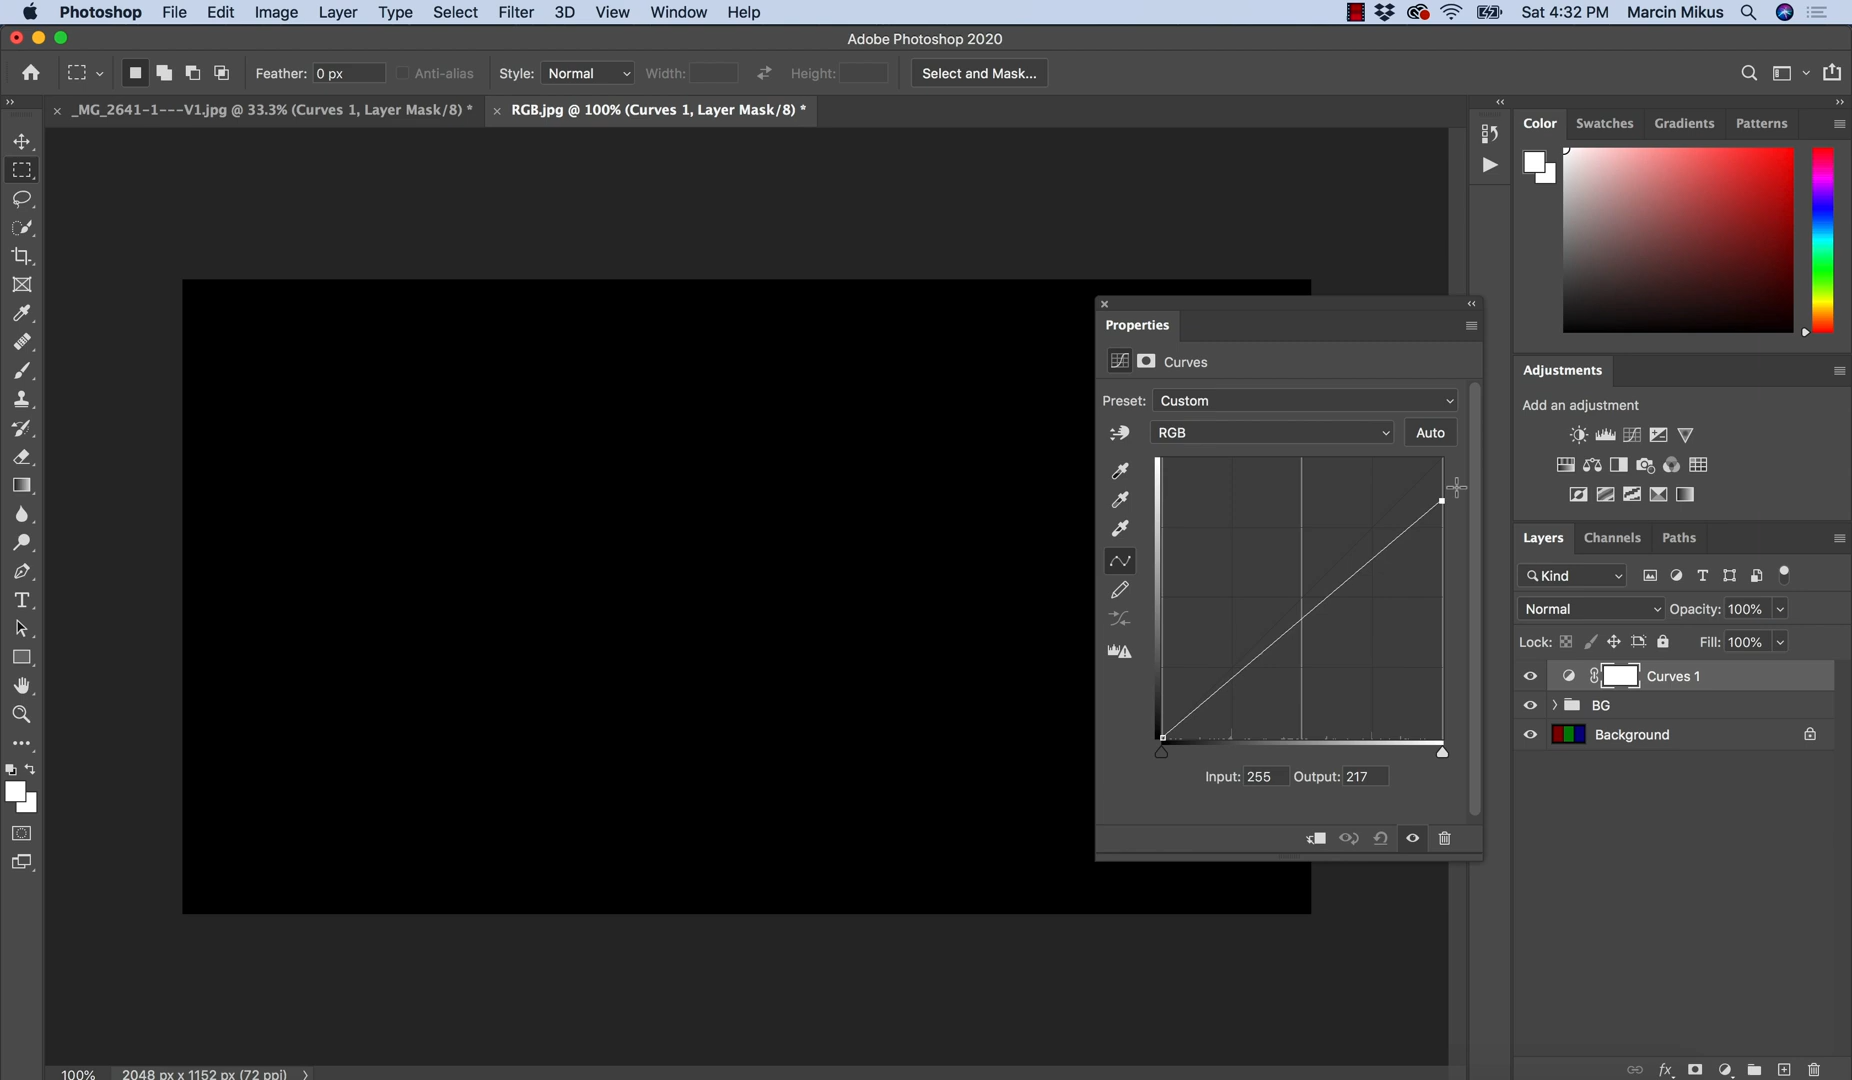 Photoshop File Edit Image Layer Type Select Filter 3D View Window Help Sat 4:32 PM Marcin Mikus
Adobe Photoshop 2020
Feather: 0 px Anti-alias Style: Normal Width: Height: Select and Mask...
_MG_2641-1---V1.jpg @ 33.3% (Curves 1, Layer Mask/8) * RGB.jpg @ 100% (Curves 1, Layer Mask/8) *
Color Swatches Gradients Patterns
Properties
Curves
Preset: Custom
RGB Auto
Input: 255 Output: 217
Adjustments
Add an adjustment
Layers Channels Paths
Kind
Normal Opacity: 100%
Lock: Fill: 100%
Curves 1
BG
Background
fx
100% 2048 px x 1152 px (72 ppi)